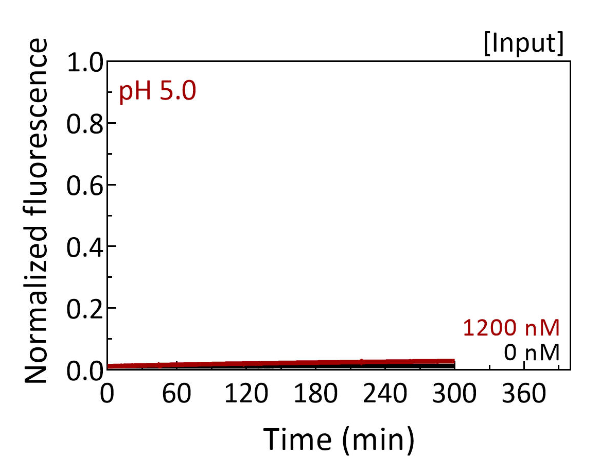 [Input]
Normalized fluorescence
1.0
0.8
0.6
0.4
0.2
0.0
pH 5.0
1200 nM
0 nM
0 60 120 180 240 300 360
Time (min)